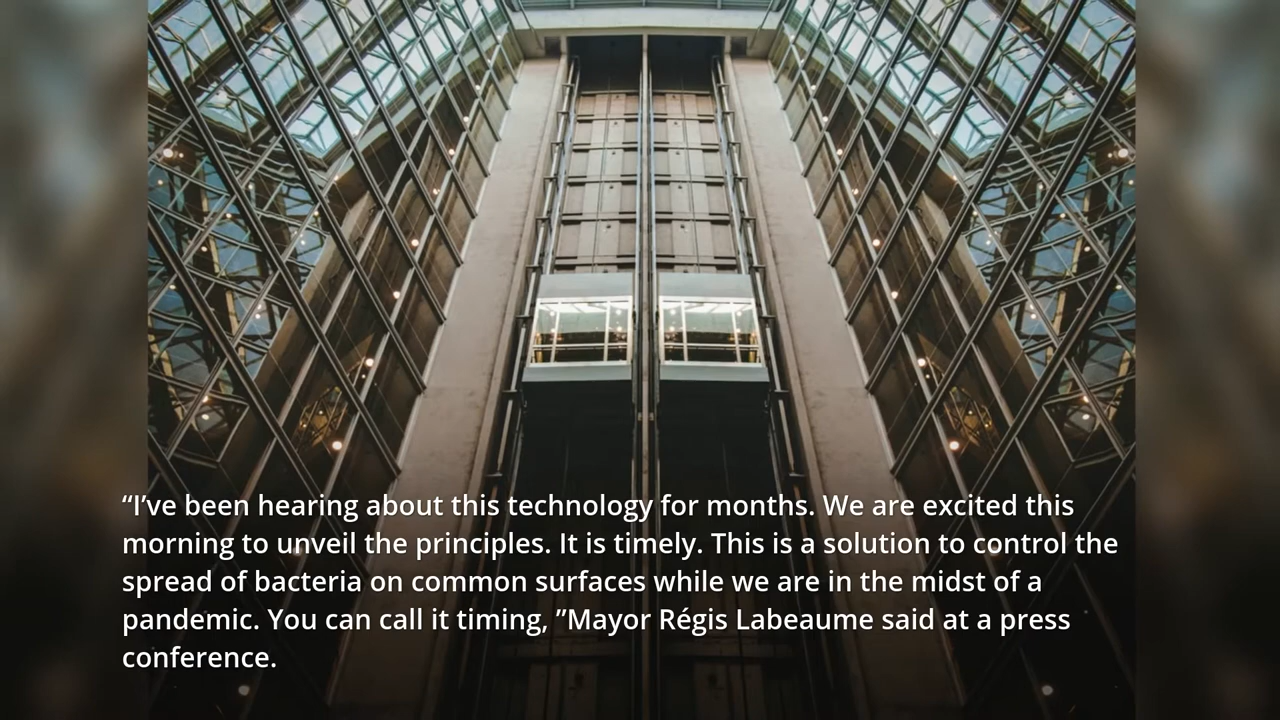 “I’ve been hearing about this technology for months. We are excited this
morning to unveil the principles. It is timely. This is a solution to control the
spread of bacteria on common surfaces while we are in the midst of a
pandemic. You can call it timing, ”Mayor Régis Labeaume said at a press
conference.